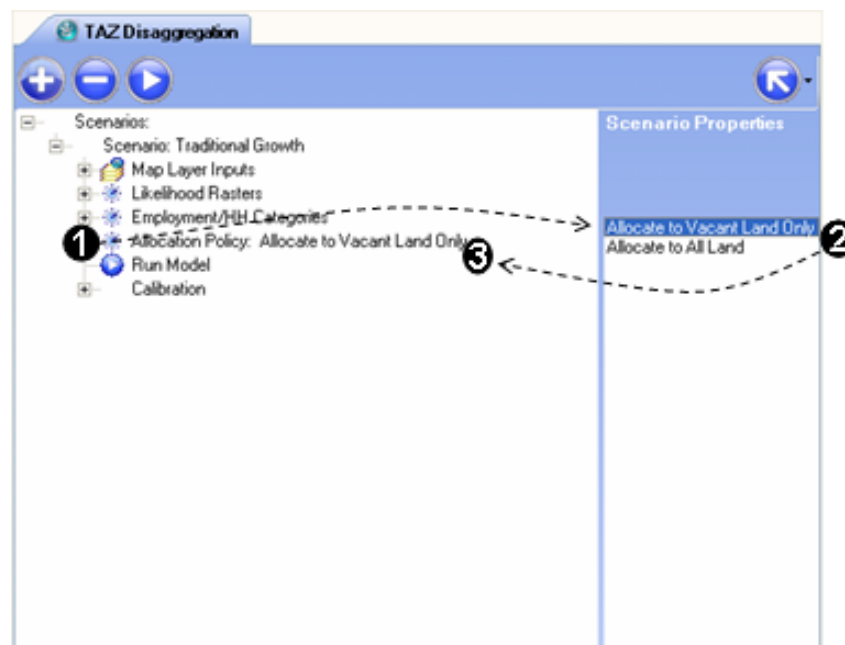 TAZ Disaggregation
Scenarios:
Scenario: Traditional Growth
Map Layer Inputs
Likelihood Rasters
Employment/HH Categories
1 Allocation Policy: Allocate to Vacant Land Only 3
Run Model
Calibration
Scenario Properties
Allocate to Vacant Land Only 2
Allocate to All Land